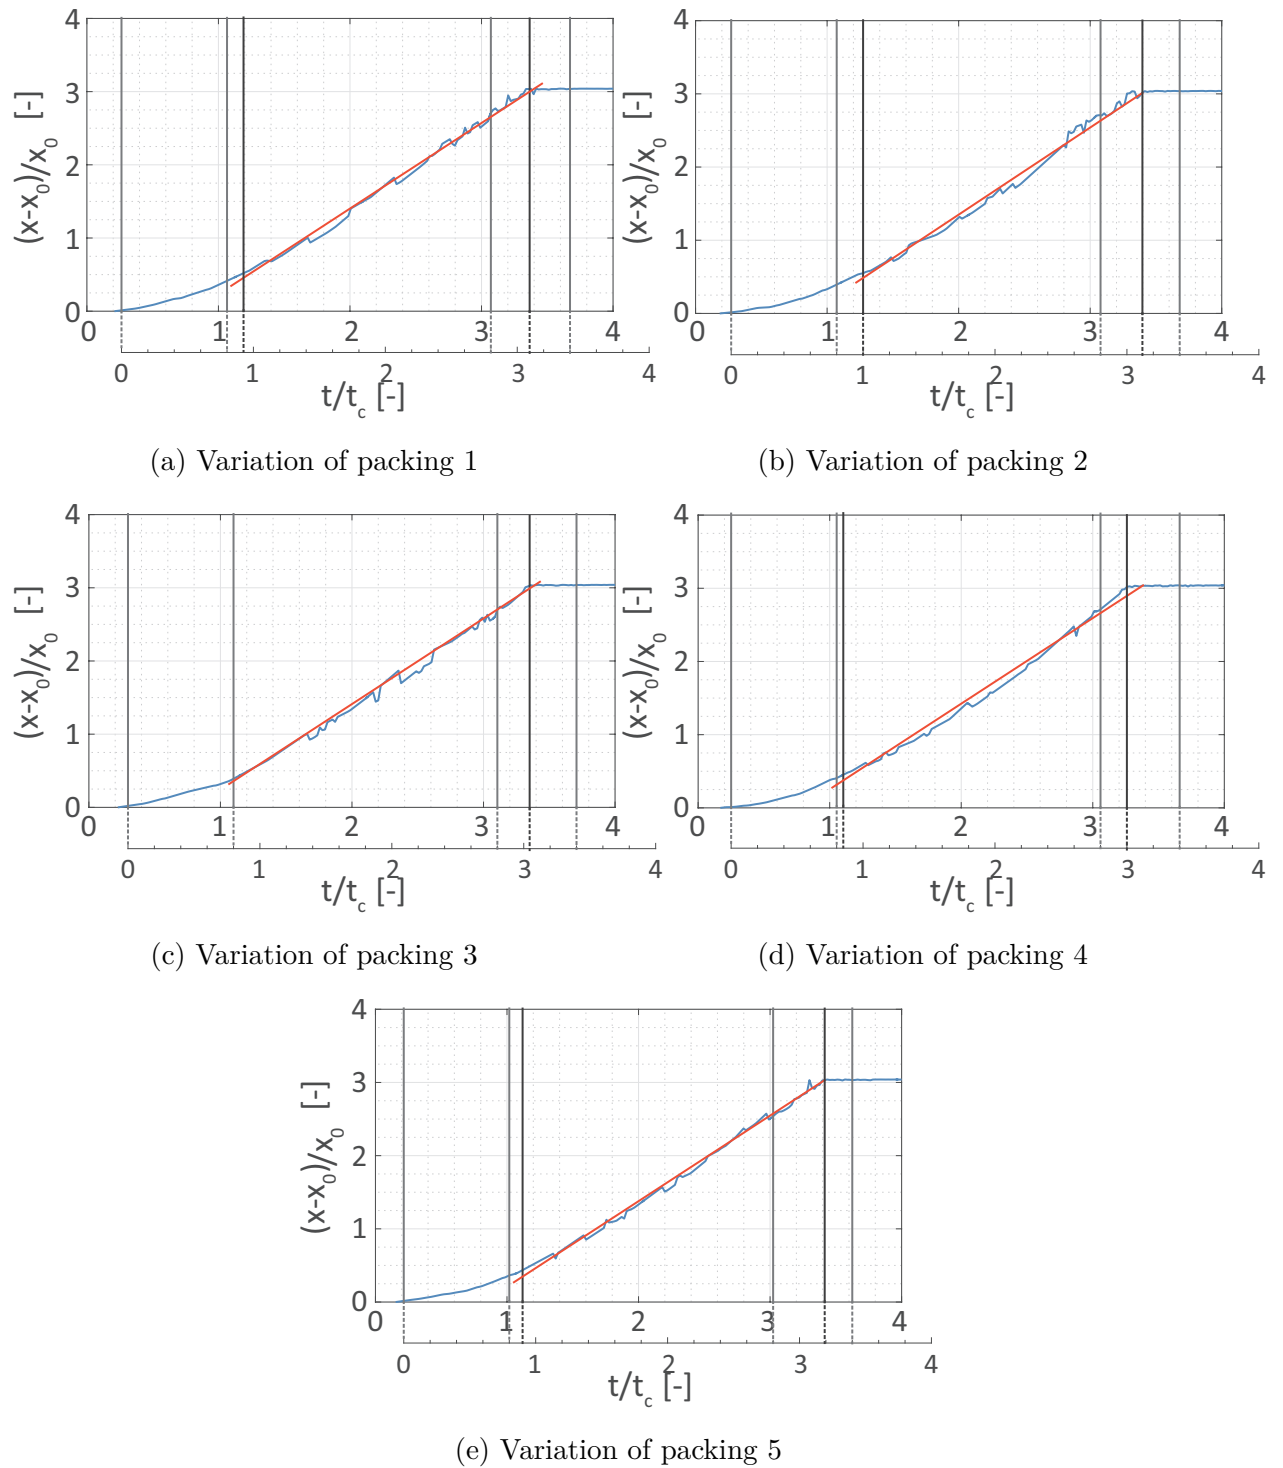 4
3
2
1
0
(x-x0)/x0 [-]
0 1 2 3 4
0 1 2 3 4
t/tc [-]
(a) Variation of packing 1
4
3
2
1
0
(x-x0)/x0 [-]
0 1 2 3 4
0 1 2 3 4
t/tc [-]
(b) Variation of packing 2
4
3
2
1
0
(x-x0)/x0 [-]
0 1 2 3 4
0 1 2 3 4
t/tc [-]
(c) Variation of packing 3
4
3
2
1
0
(x-x0)/x0 [-]
0 1 2 3 4
0 1 2 3 4
t/tc [-]
(d) Variation of packing 4
4
3
2
1
0
(x-x0)/x0 [-]
0 1 2 3 4
0 1 2 3 4
t/tc [-]
(e) Variation of packing 5